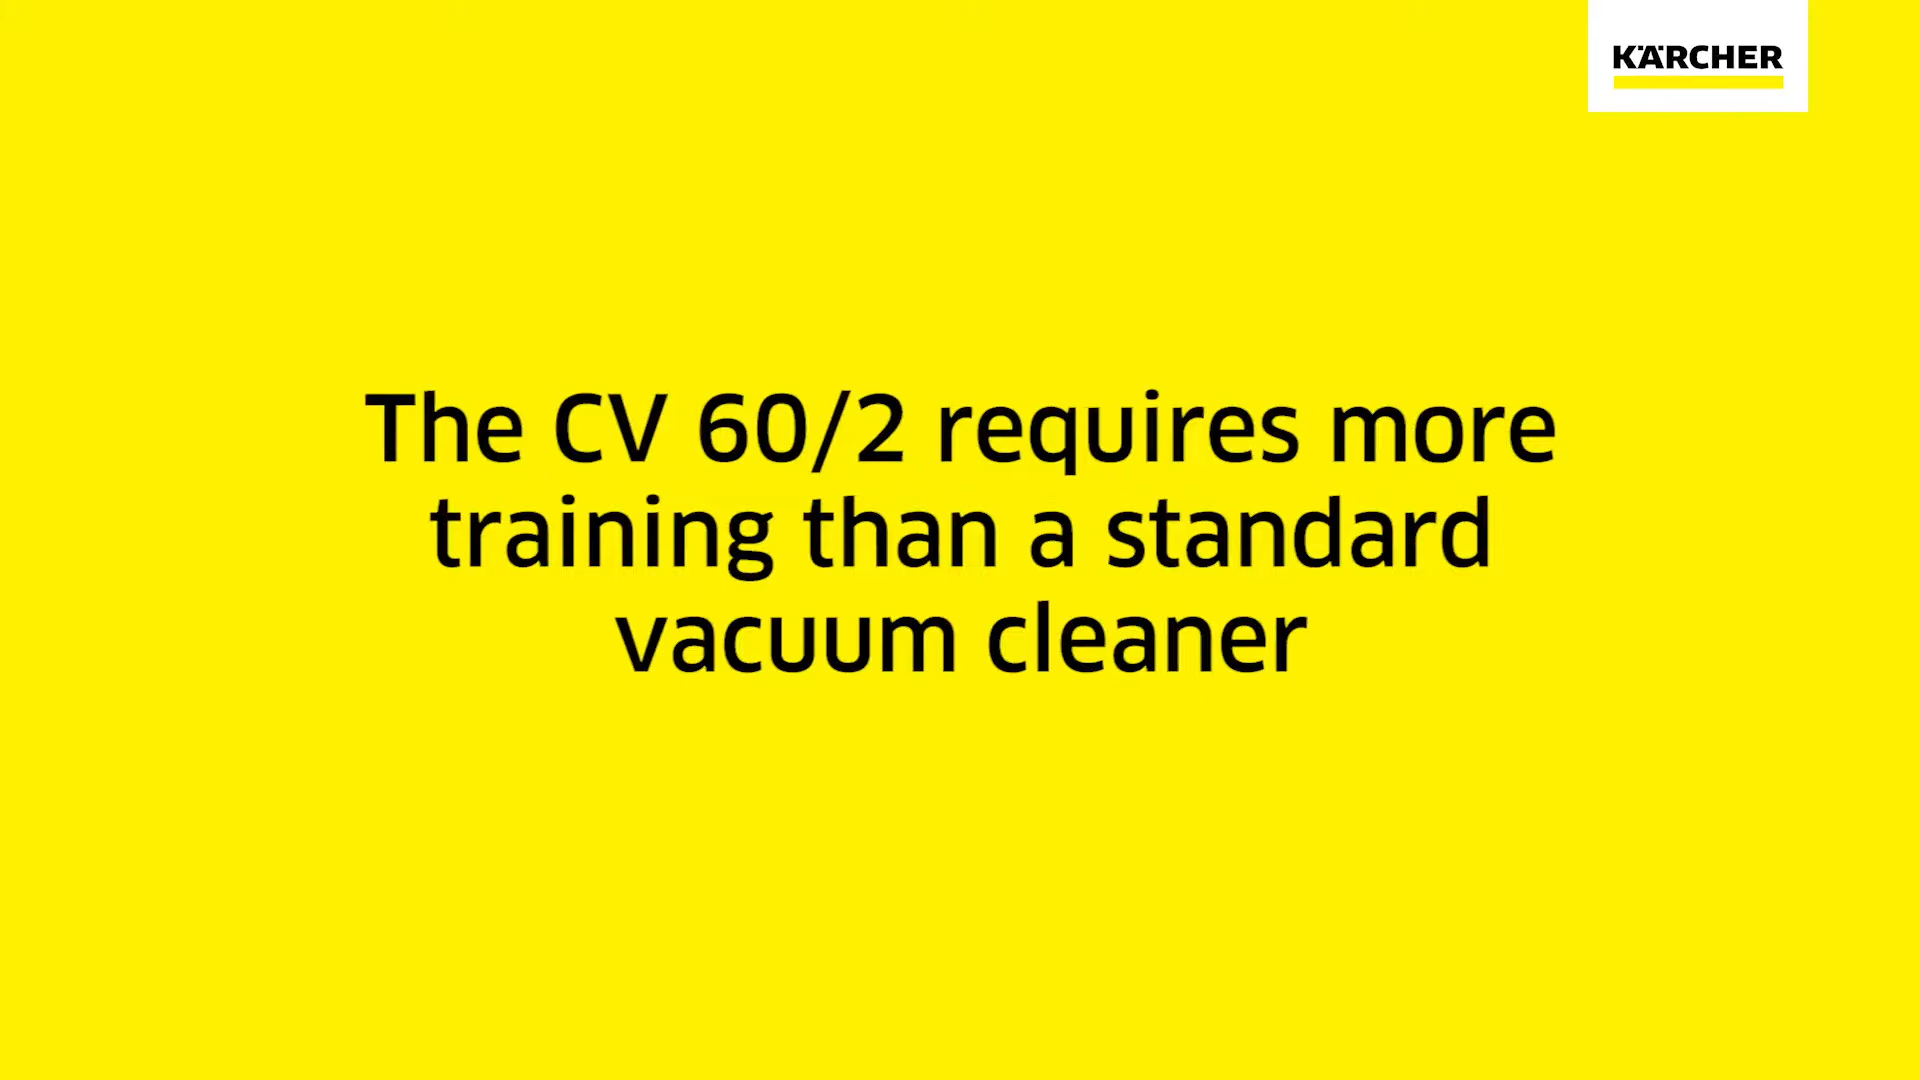 KÄRCHER
The CV 60/2 requires more
training than a standard
vacuum cleaner